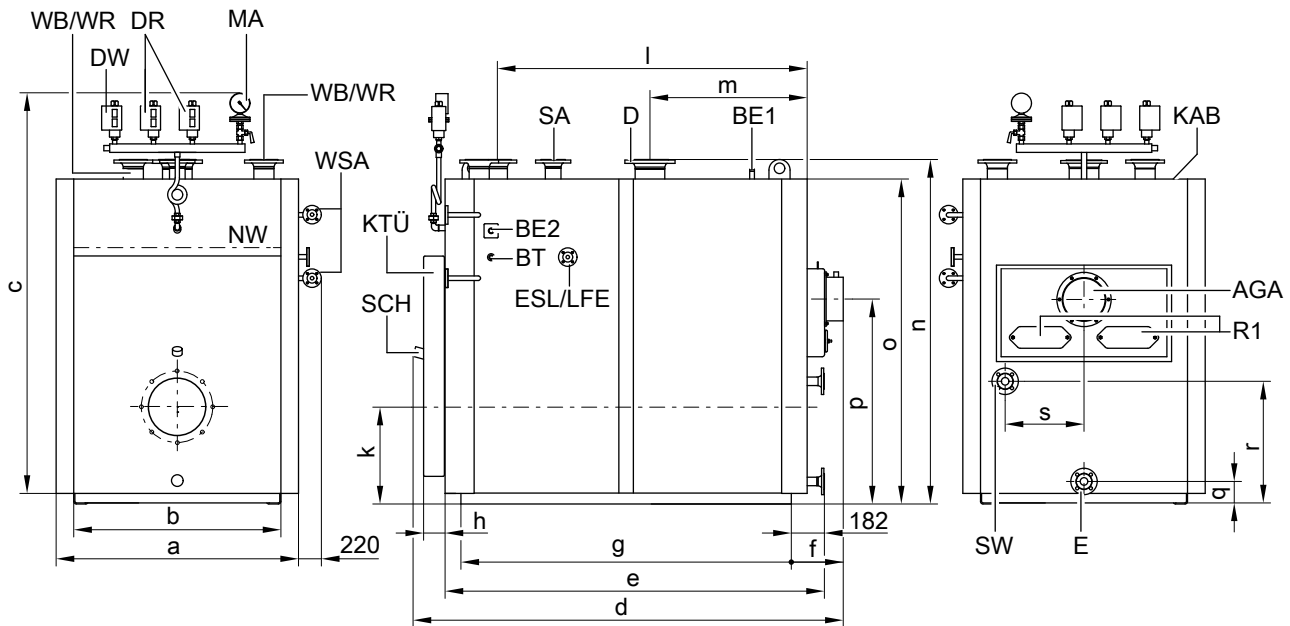 WB/WR DR MA
DW
WB/WR
WSA
NW
c
b
a
220
l
m
SA D BE1
KTÜ
BE2
BT
ESL/LFE
SCH
k
p
o
n
h
182
g
f
e
d
KAB
AGA
R1
s
r
q
SW E